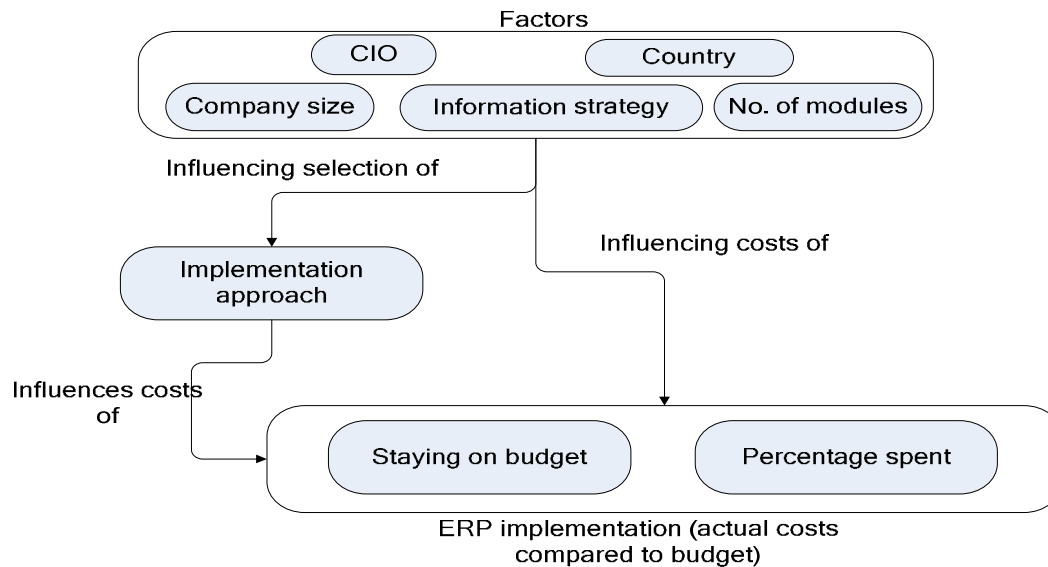 Factors
CIO
Country
Company size
Information strategy
No. of modules
Influencing selection of
Influencing costs of
Implementation
approach
Influences costs
of
Staying on budget
Percentage spent
ERP implementation (actual costs
compared to budget)